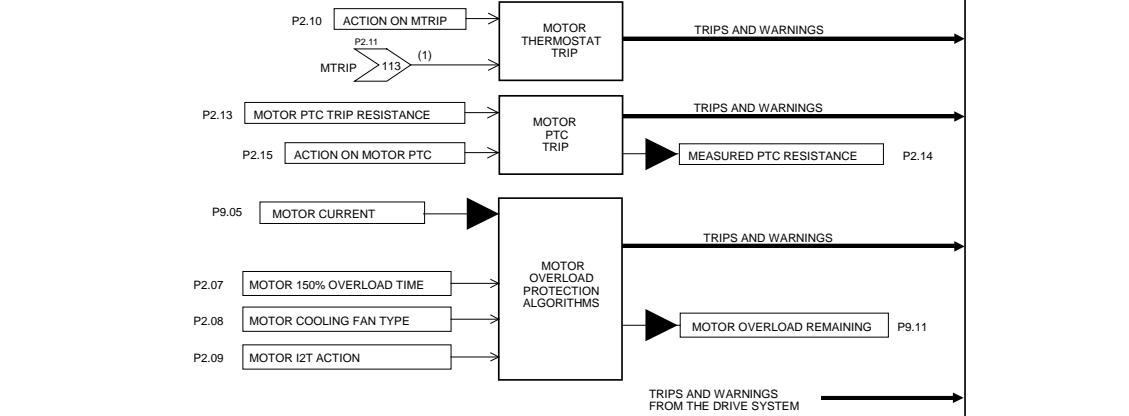 P2.10
ACTION ON MTRIP
P2.11
MTRIP
113
(1)
MOTOR
THERMOSTAT
TRIP
TRIPS AND WARNINGS
P2.13
MOTOR PTC TRIP RESISTANCE
P2.15
ACTION ON MOTOR PTC
MOTOR
PTC
TRIP
TRIPS AND WARNINGS
MEASURED PTC RESISTANCE
P2.14
P9.05
MOTOR CURRENT
P2.07
MOTOR 150% OVERLOAD TIME
P2.08
MOTOR COOLING FAN TYPE
P2.09
MOTOR I2T ACTION
MOTOR
OVERLOAD
PROTECTION
ALGORITHMS
TRIPS AND WARNINGS
MOTOR OVERLOAD REMAINING
P9.11
TRIPS AND WARNINGS
FROM THE DRIVE SYSTEM